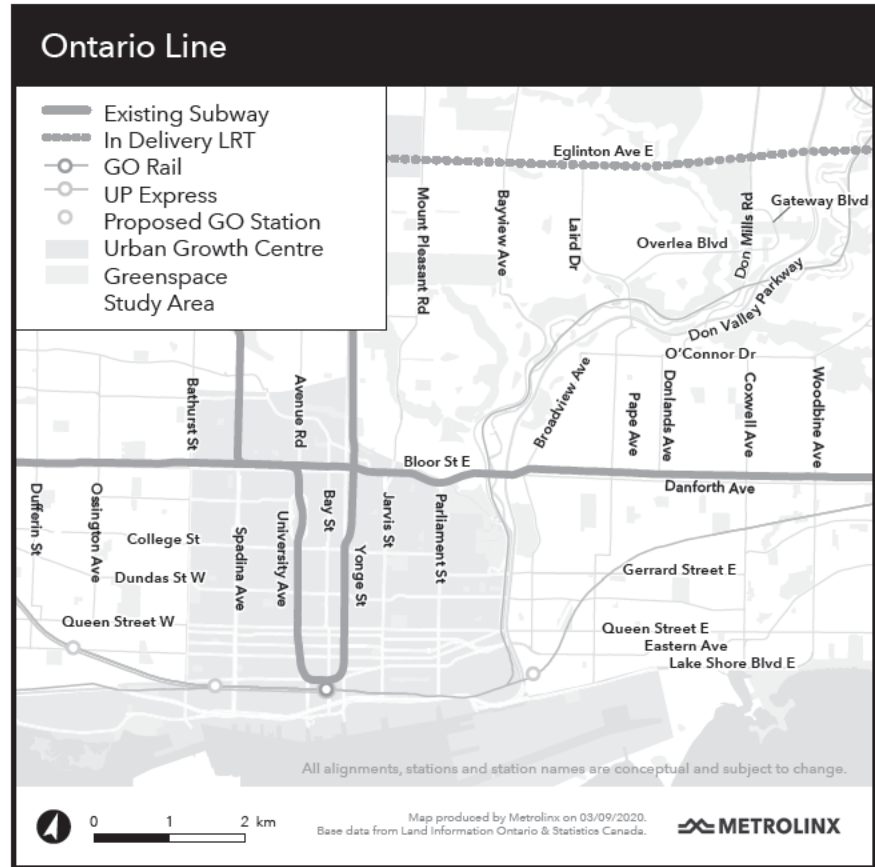 Ontario Line
Existing Subway
In Delivery LRT
GO Rail
UP Express
Proposed GO Station
Urban Growth Centre
Greenspace
Study Area
Eglinton Ave E
Mount Pleasant Rd
Bayview Ave
Laird Dr
Overlea Blvd
Don Mills Rd
Gateway Blvd
Don Valley Parkway
O'Connor Dr
Bathurst St
Avenue Rd
Broadview Ave
Pape Ave
Donlands Ave
Coxwell Ave
Woodbine Ave
Bloor St E
Danforth Ave
Dufferin St
Ossington Ave
College St
Dundas St W
Queen Street W
Spadina Ave
University Ave
Bay St
Yonge St
Jarvis St
Parliament St
Gerrard Street E
Queen Street E
Eastern Ave
Lake Shore Blvd E
All alignments, stations and station names are conceptual and subject to change.
0 1 2 km
Map produced by Metrolinx on 03/09/2020.
Base data from Land Information Ontario & Statistics Canada.
METROLINX